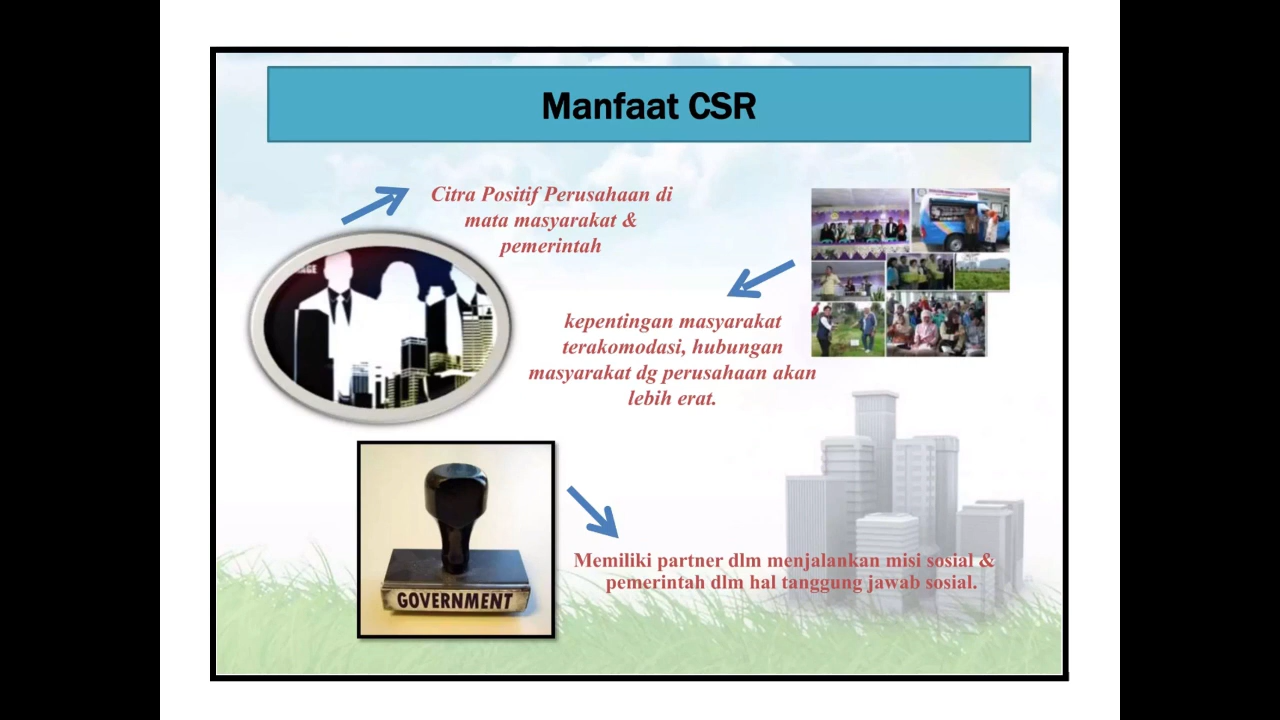 Manfaat CSR
Citra Positif Perusahaan di
mata masyarakat &
pemerintah
kepentingan masyarakat
terakomodasi, hubungan
masyarakat dg perusahaan akan
lebih erat.
GOVERNMENT
Memiliki partner dlm menjalankan misi sosial &
pemerintah dlm hal tanggung jawab sosial.